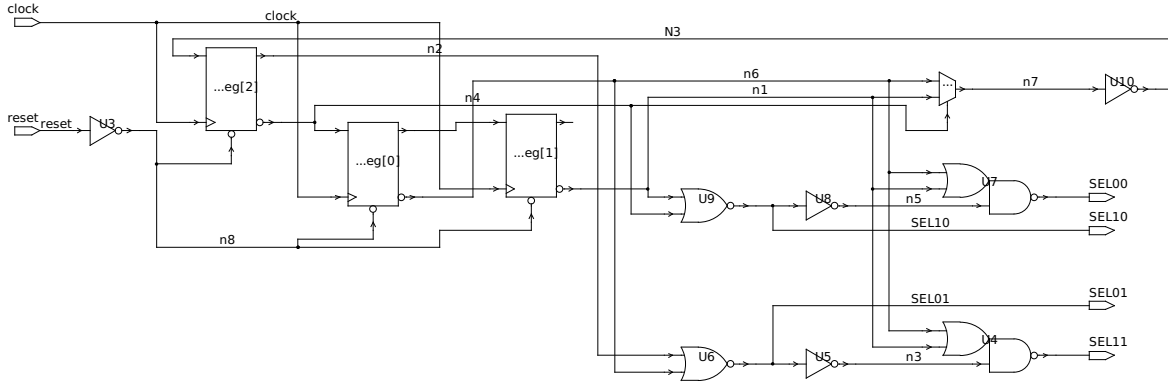 clock
clock
N3
n2
n6
...
n7
U10
...eg[2]
n4
n1
reset
reset
U3
...eg[0]
...eg[1]
U7
U9
U8
n5
SEL00
SEL10
SEL10
n8
SEL01
SEL01
U4
SEL11
U6
U5
n3